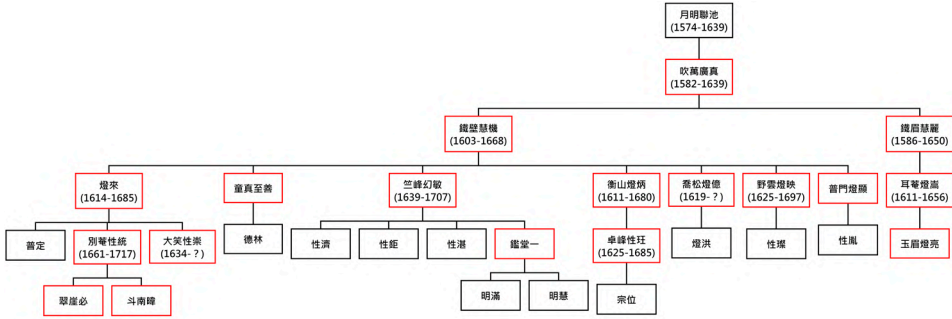 月明聯池
(1574-1639)
吹萬廣真
(1582-1639)
鐵壁慧機
(1603-1668)
鐵眉慧麗
(1586-1650)
燈來
(1614-1685)
童真至善
竺峰幻敏
(1639-1707)
衡山燈炳
(1611-1680)
喬松燈億
(1619-？)
野雲燈映
(1625-1697)
普門燈顯
耳菴燈嵩
(1611-1656)
普定
別菴性統
(1661-1717)
大笑性崇
(1634-？)
德林
性濟
性鉅
性湛
鑑堂一
卓峰性玨
(1625-1685)
燈洪
性璨
性胤
玉眉燈亮
翠崖必
斗南暐
明滿
明慧
宗位